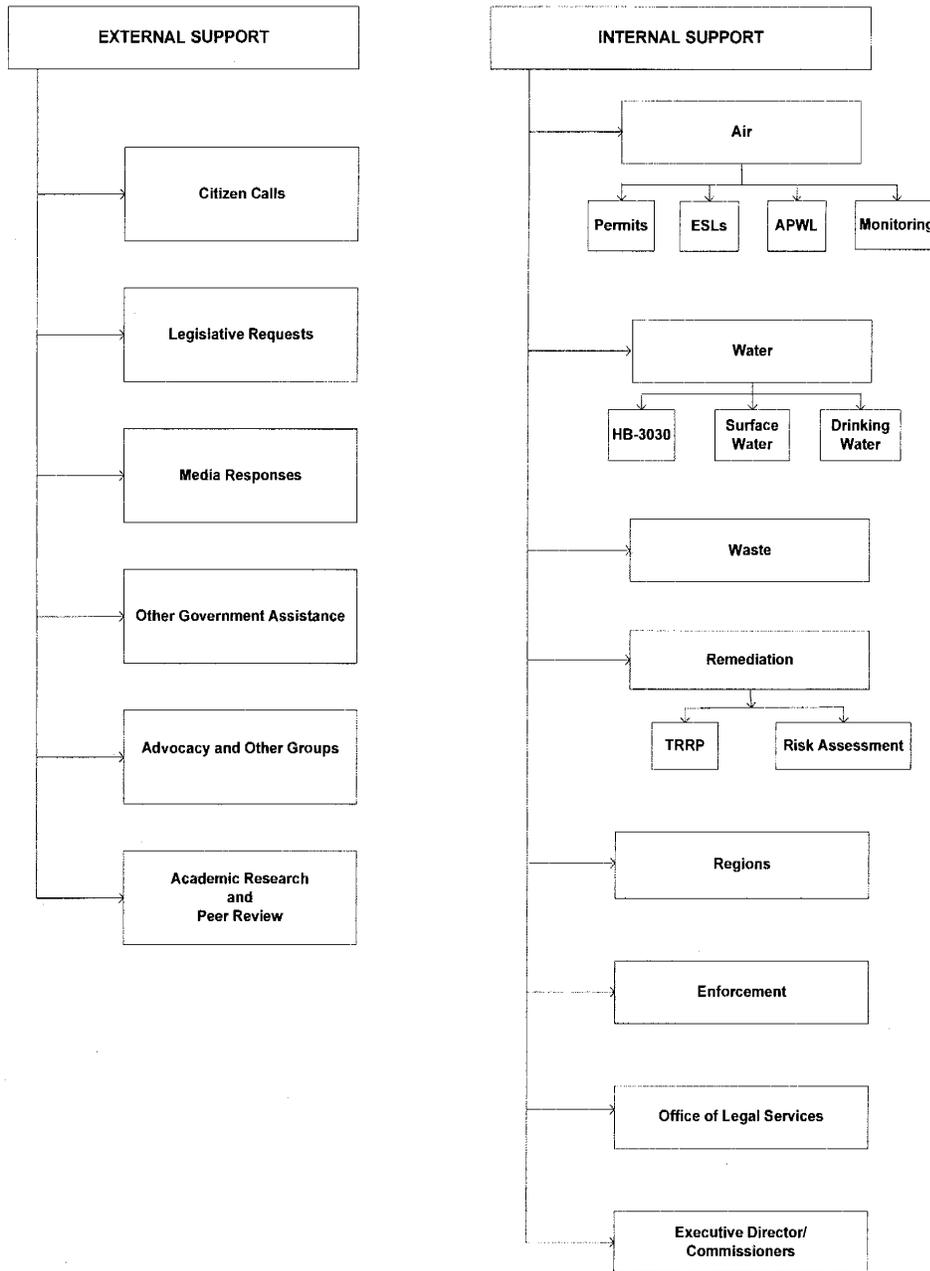 EXTERNAL SUPPORT
Citizen Calls
Legislative Requests
Media Responses
Other Government Assistance
Advocacy and Other Groups
Academic Research
and
Peer Review
INTERNAL SUPPORT
Air
Permits
ESLs
APWL
Monitoring
Water
HB-3030
Surface
Water
Drinking
Water
Waste
Remediation
TRRP
Risk Assessment
Regions
Enforcement
Office of Legal Services
Executive Director/
Commissioners